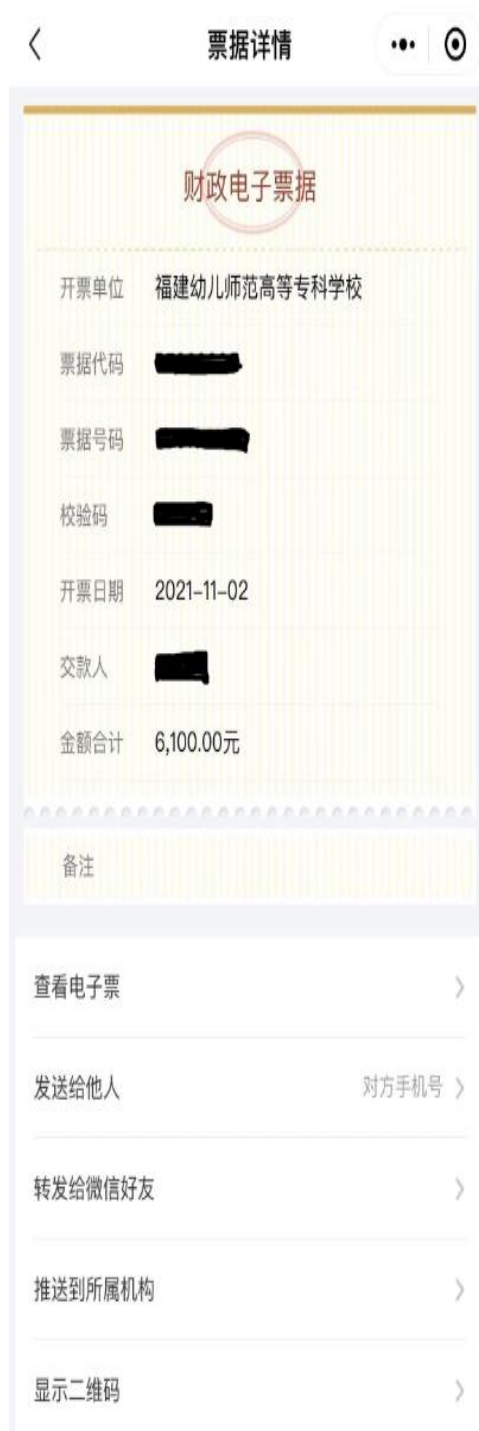 票据详情
财政电子票据
开票单位 福建幼儿师范高等专科学校
票据代码
票据号码
校验码
开票日期 2021-11-02
交款人
金额合计 6,100.00元
备注
查看电子票
发送给他人 对方手机号
转发给微信好友
推送到所属机构
显示二维码